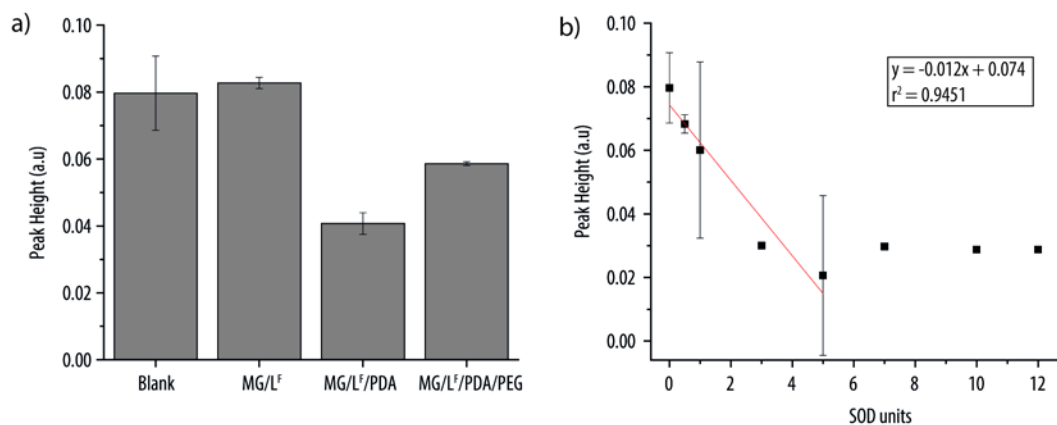 a)
Peak Height (a.u)
0.10
0.08
0.06
0.04
0.02
0.00
Blank
MG/Lᶠ
MG/Lᶠ/PDA
MG/Lᶠ/PDA/PEG
b)
Peak Height (a.u)
0.10
0.08
0.06
0.04
0.02
0.00
y = -0.012x + 0.074
r² = 0.9451
0 2 4 6 8 10 12
SOD units